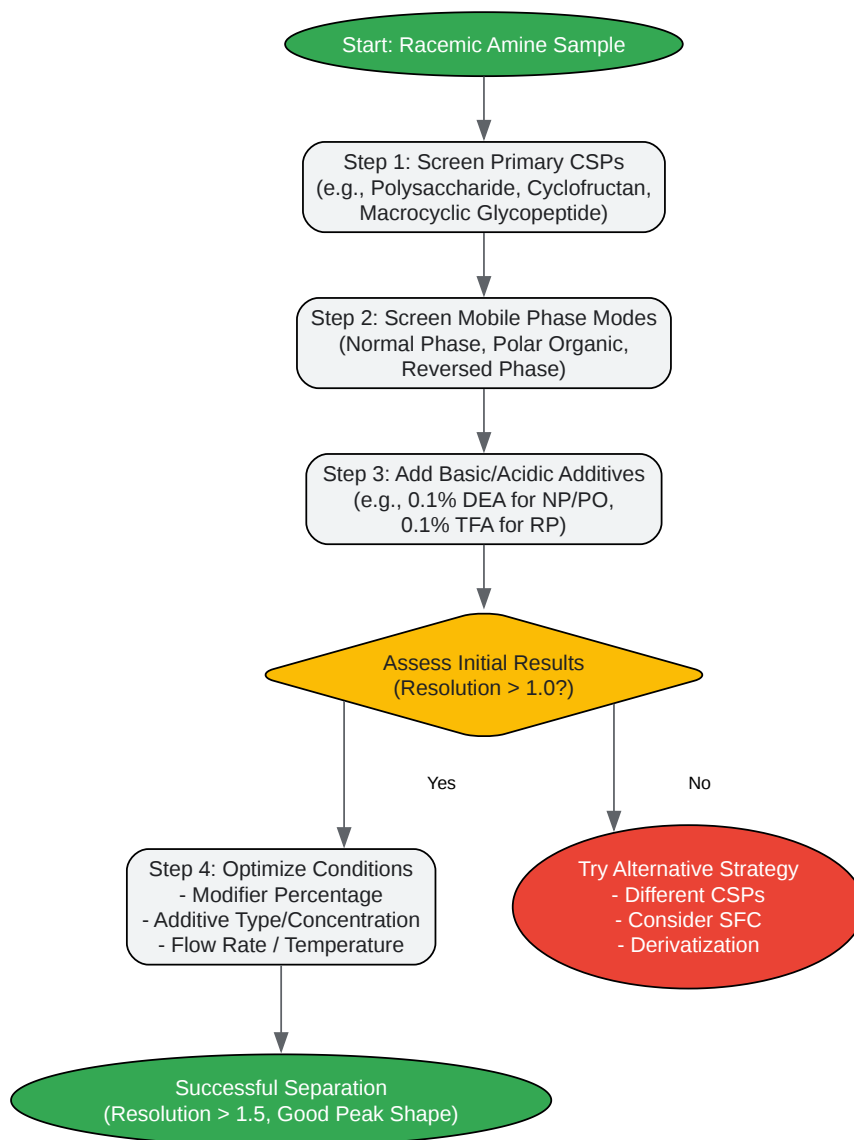 Start: Racemic Amine Sample
Step 1: Screen Primary CSPs
(e.g., Polysaccharide, Cyclofructan,
Macrocyclic Glycopeptide)
Step 2: Screen Mobile Phase Modes
(Normal Phase, Polar Organic,
Reversed Phase)
Step 3: Add Basic/Acidic Additives
(e.g., 0.1% DEA for NP/PO,
0.1% TFA for RP)
Assess Initial Results
(Resolution > 1.0?)
Yes
No
Step 4: Optimize Conditions
- Modifier Percentage
- Additive Type/Concentration
- Flow Rate / Temperature
Try Alternative Strategy
- Different CSPs
- Consider SFC
- Derivatization
Successful Separation
(Resolution > 1.5, Good Peak Shape)